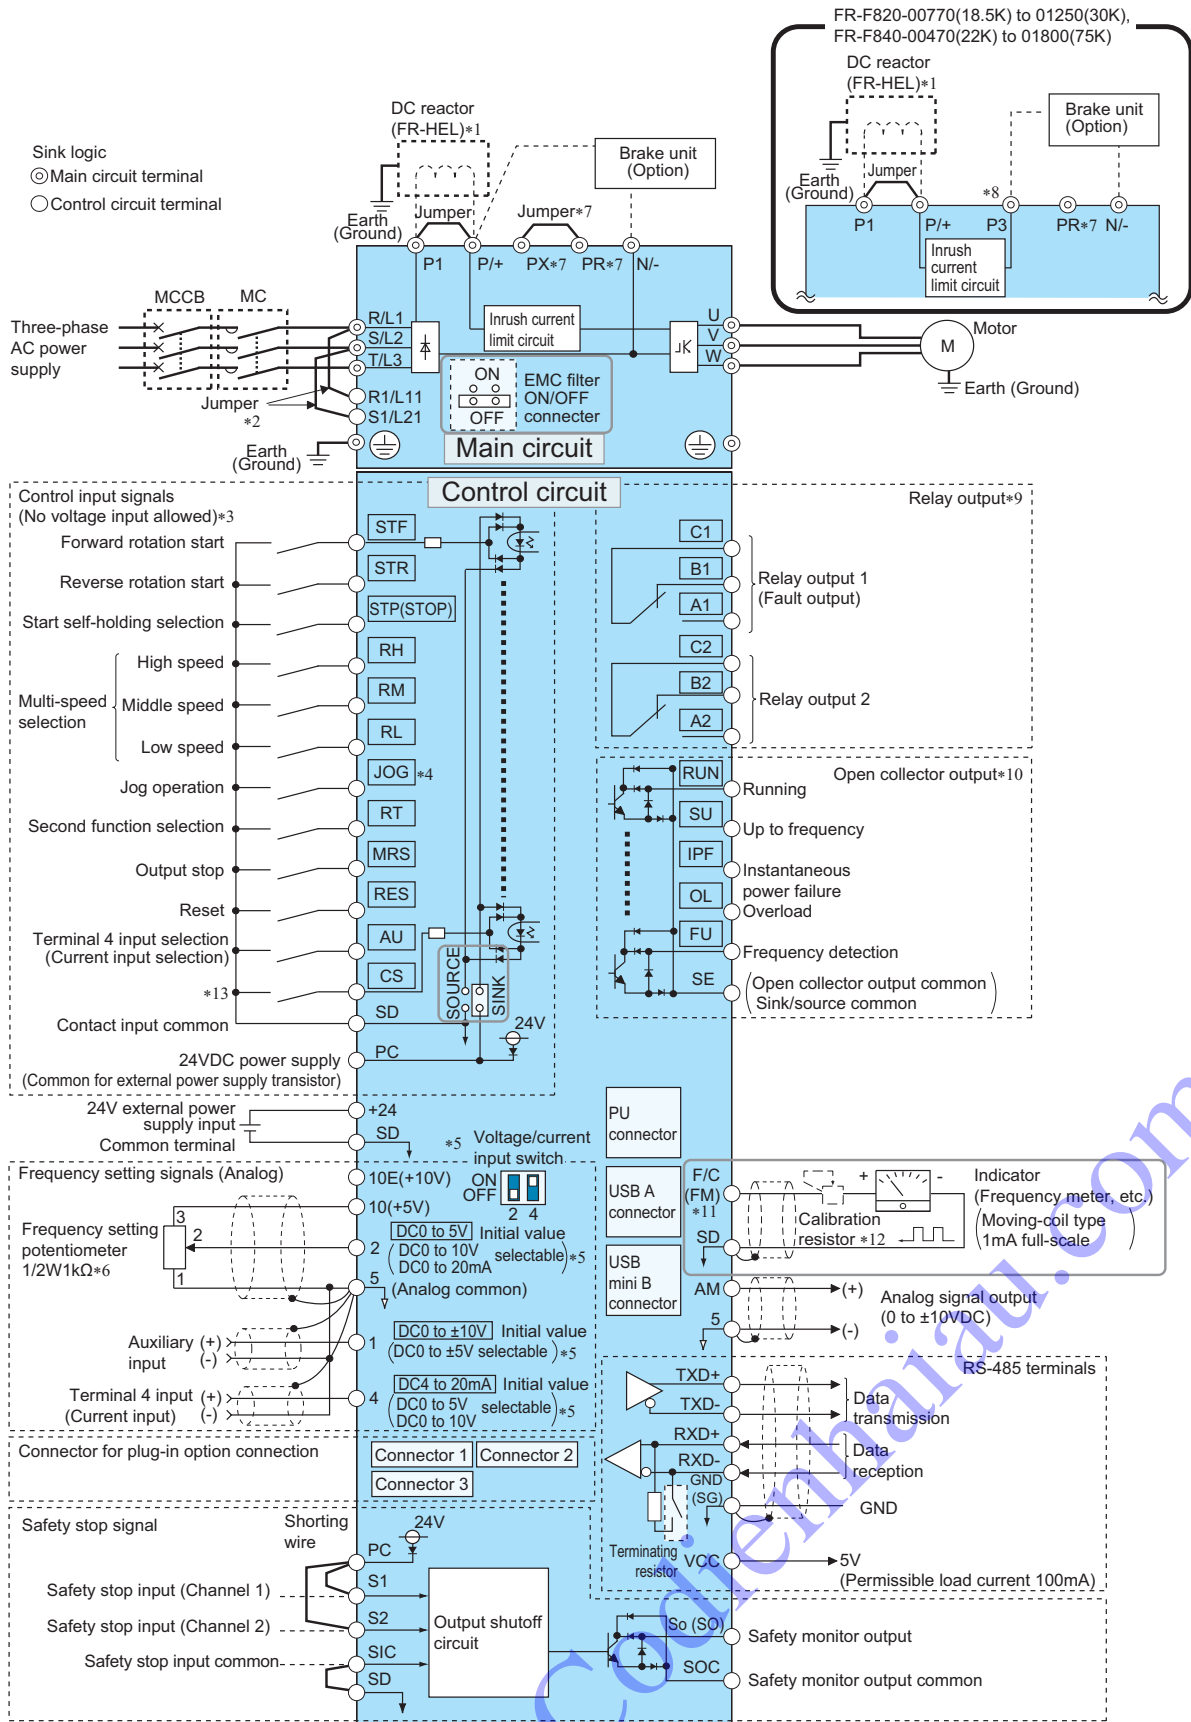 FR-F820-00770(18.5K) to 01250(30K),
FR-F840-00470(22K) to 01800(75K)
DC reactor
(FR-HEL)*1
Brake unit
(Option)
Earth
(Ground)
Jumper
*8
P1
P/+
P3
PR*7
N/-
Inrush
current
limit circuit
Sink logic
Main circuit terminal
Control circuit terminal
DC reactor
(FR-HEL)*1
Brake unit
(Option)
Earth
(Ground)
Jumper
Jumper*7
P1
P/+
PX*7
PR*7
N/-
MCCB
MC
Three-phase
AC power
supply
R/L1
S/L2
T/L3
R1/L11
S1/L21
Jumper
*2
Earth
(Ground)
Inrush current
limit circuit
ON
OFF
EMC filter
ON/OFF
connecter
U
V
W
Motor
M
Earth (Ground)
Main circuit
Control circuit
Control input signals
(No voltage input allowed)*3
Forward rotation start
STF
Reverse rotation start
STR
Start self-holding selection
STP(STOP)
Multi-speed
selection
High speed
RH
Middle speed
RM
Low speed
RL
Jog operation
JOG *4
Second function selection
RT
Output stop
MRS
Reset
RES
Terminal 4 input selection
(Current input selection)
AU
*13
CS
Contact input common
SD
24VDC power supply
(Common for external power supply transistor)
PC
SOURCE
SINK
24V
Relay output*9
C1
B1
A1
Relay output 1
(Fault output)
C2
B2
A2
Relay output 2
Open collector output*10
RUN
Running
SU
Up to frequency
IPF
Instantaneous
power failure
OL
Overload
FU
Frequency detection
SE
Open collector output common
Sink/source common
24V external power
supply input
Common terminal
+24
SD
*5
Voltage/current
input switch
ON
OFF
2 4
PU
connector
USB A
connector
USB
mini B
connector
Frequency setting signals (Analog)
10E(+10V)
10(+5V)
Frequency setting
potentiometer
1/2W1kΩ*6
3
2
1
2
DC0 to 5V Initial value
DC0 to 10V
DC0 to 20mA
selectable *5
5
(Analog common)
Auxiliary
input
(+)
(-)
1
DC0 to ±10V Initial value
(DC0 to ±5V selectable) *5
Terminal 4 input
(Current input)
(+)
(-)
4
DC4 to 20mA Initial value
DC0 to 5V
DC0 to 10V
selectable *5
F/C
(FM)
*11
SD
+
-
Calibration
resistor *12
Indicator
(Frequency meter, etc.)
Moving-coil type
1mA full-scale
AM
(+)
5
(-)
Analog signal output
(0 to ±10VDC)
RS-485 terminals
TXD+
TXD-
Data
transmission
RXD+
RXD-
Data
reception
GND
(SG)
GND
Terminating
resistor
VCC
5V
(Permissible load current 100mA)
Connector for plug-in option connection
Connector 1
Connector 2
Connector 3
Safety stop signal
Shorting
wire
24V
PC
Safety stop input (Channel 1)
S1
Safety stop input (Channel 2)
S2
Safety stop input common
SIC
SD
Output shutoff
circuit
So (SO)
Safety monitor output
SOC
Safety monitor output common
Codienhaiau.com